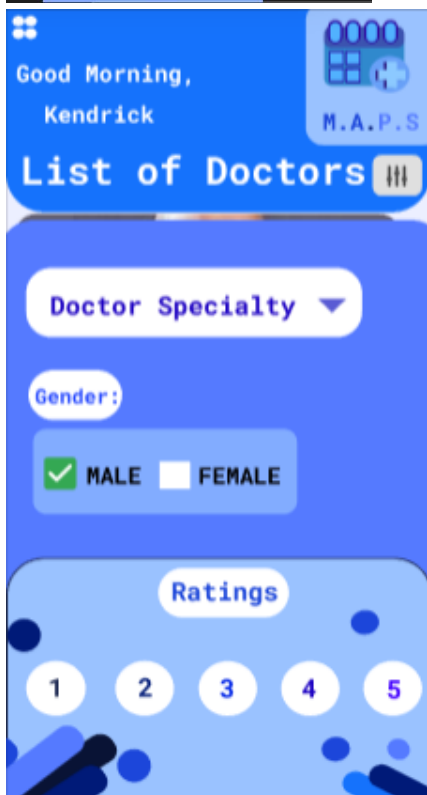 Good Morning,
Kendrick
M.A.P.S
List of Doctors
Doctor Specialty
Gender:
MALE FEMALE
Ratings
1 2 3 4 5